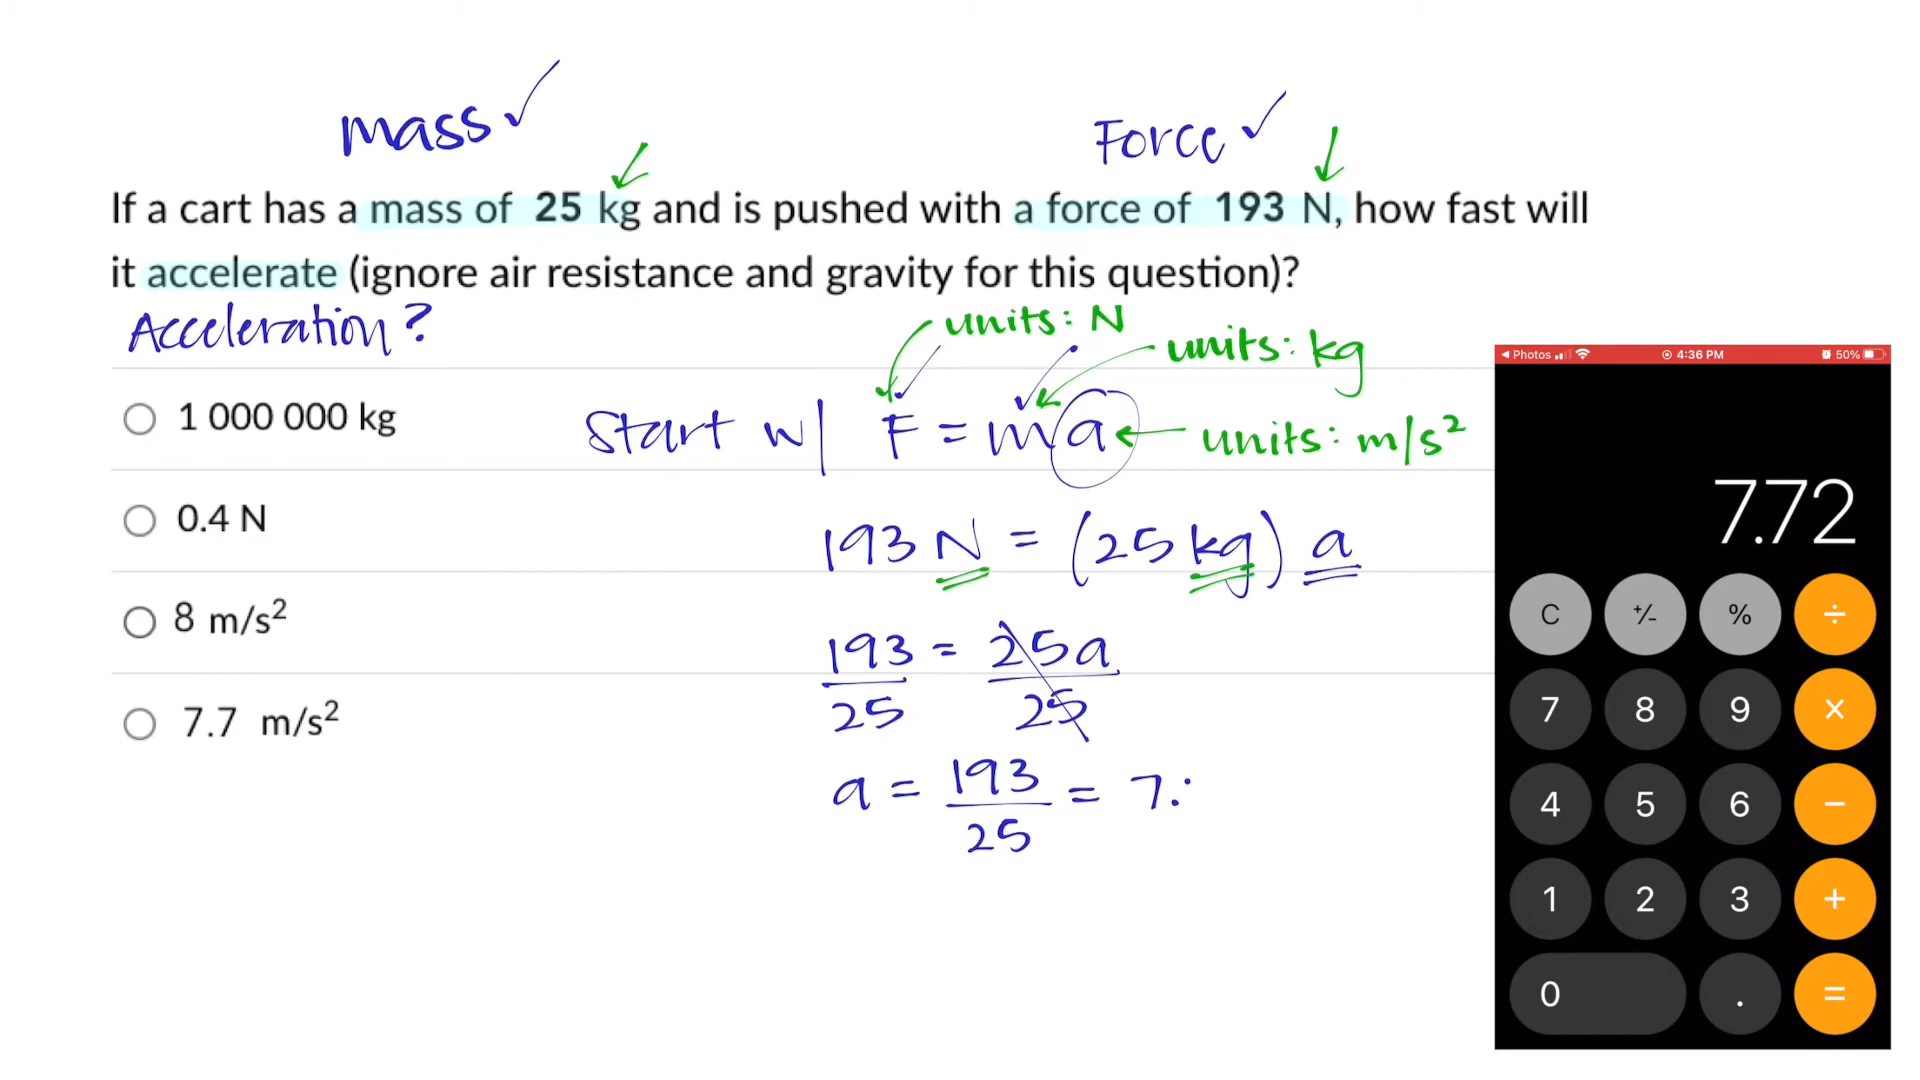 mass✓
Force✓
If a cart has a mass of 25 kg and is pushed with a force of 193 N, how fast will
it accelerate (ignore air resistance and gravity for this question)?
Acceleration?
units: N
units: kg
1 000 000 kg
Start w/ F = ma
units: m/s²
0.4 N
193 N = (25 kg) a
8 m/s²
193 = 25a
25 25
7.7 m/s²
a = 193 = 7.
25
Photos
4:36 PM
50%
7.72
C +/- % ÷
7 8 9 ×
4 5 6 −
1 2 3 +
0 . =